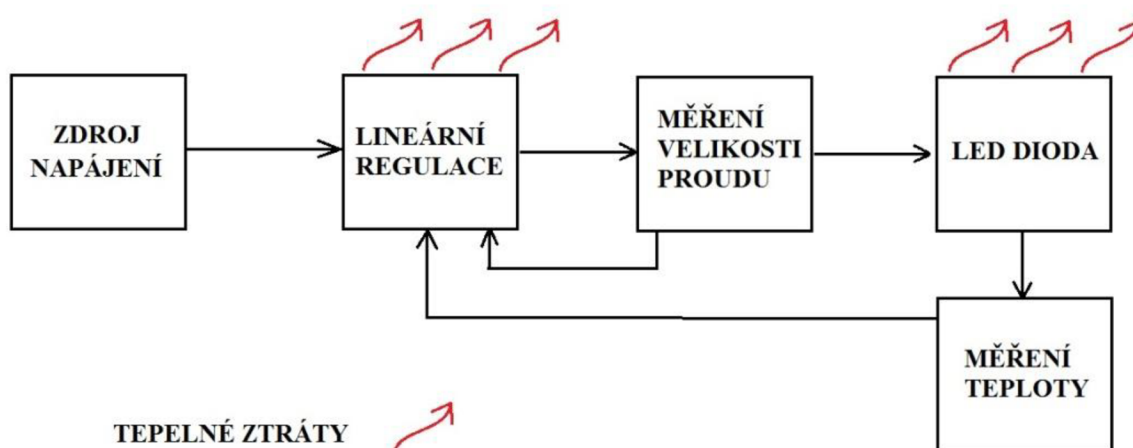 ZDROJ
NAPÁJENÍ
LINEÁRNÍ
REGULACE
MĚŘENÍ
VELIKOSTI
PROUDU
LED DIODA
MĚŘENÍ
TEPLOTY
TEPELNÉ ZTRÁTY